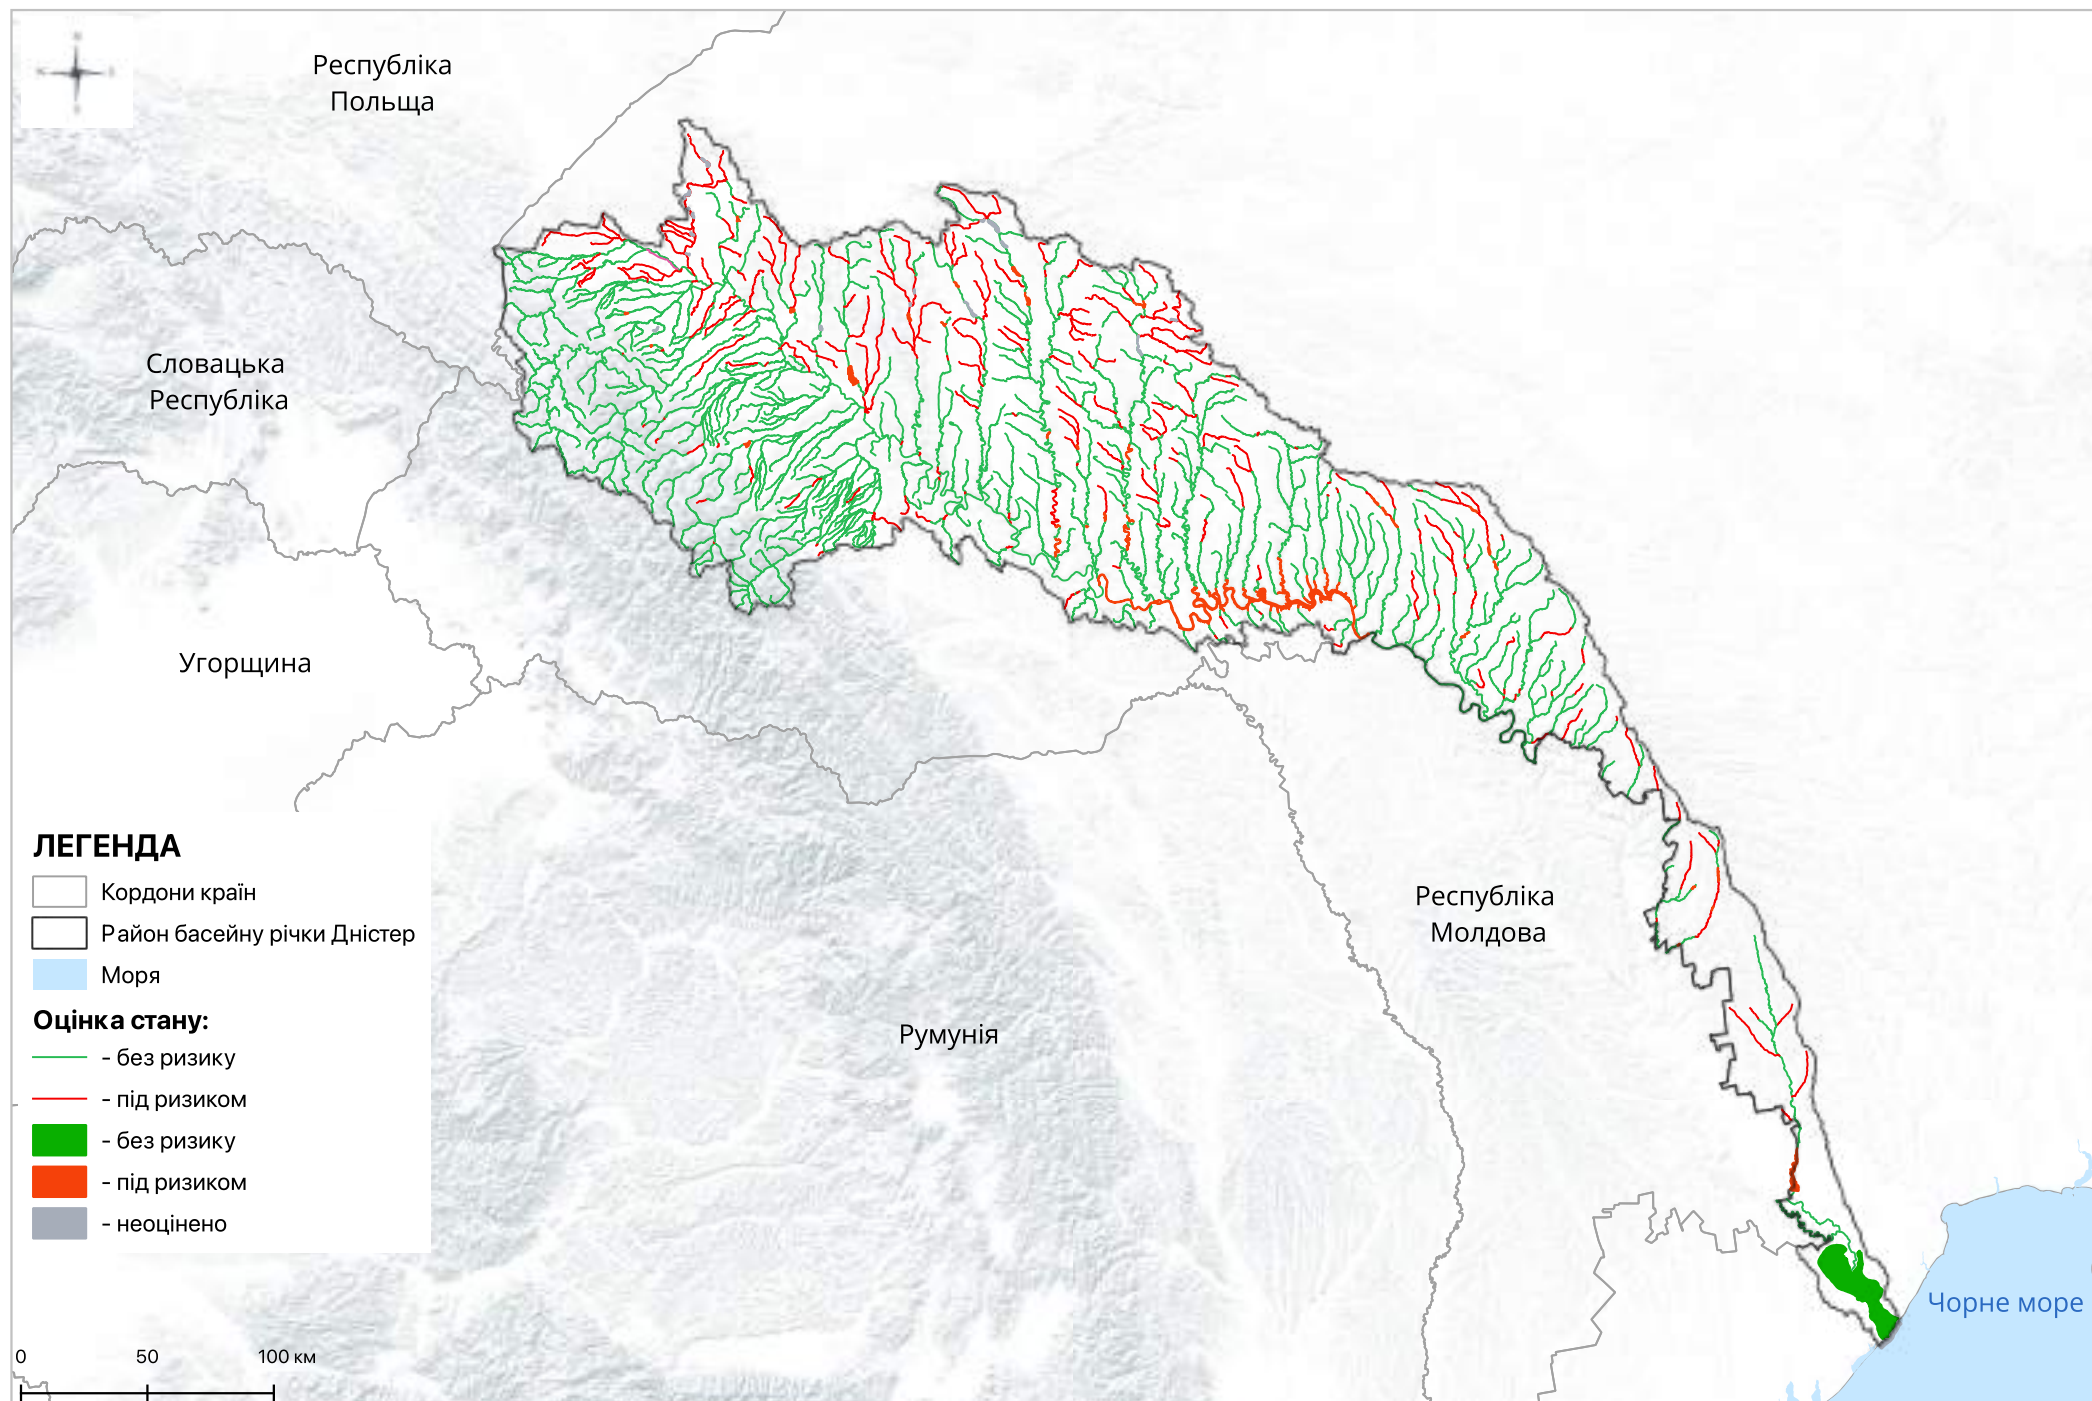 Республіка
Польща
Словацька
Республіка
Угорщина
Республіка
Молдова
Румунія
Чорне море
ЛЕГЕНДА
Кордони країн
Район басейну річки Дністер
Моря
Оцінка стану:
- без ризику
- під ризиком
- без ризику
- під ризиком
- неоцінено
0 50 100 км